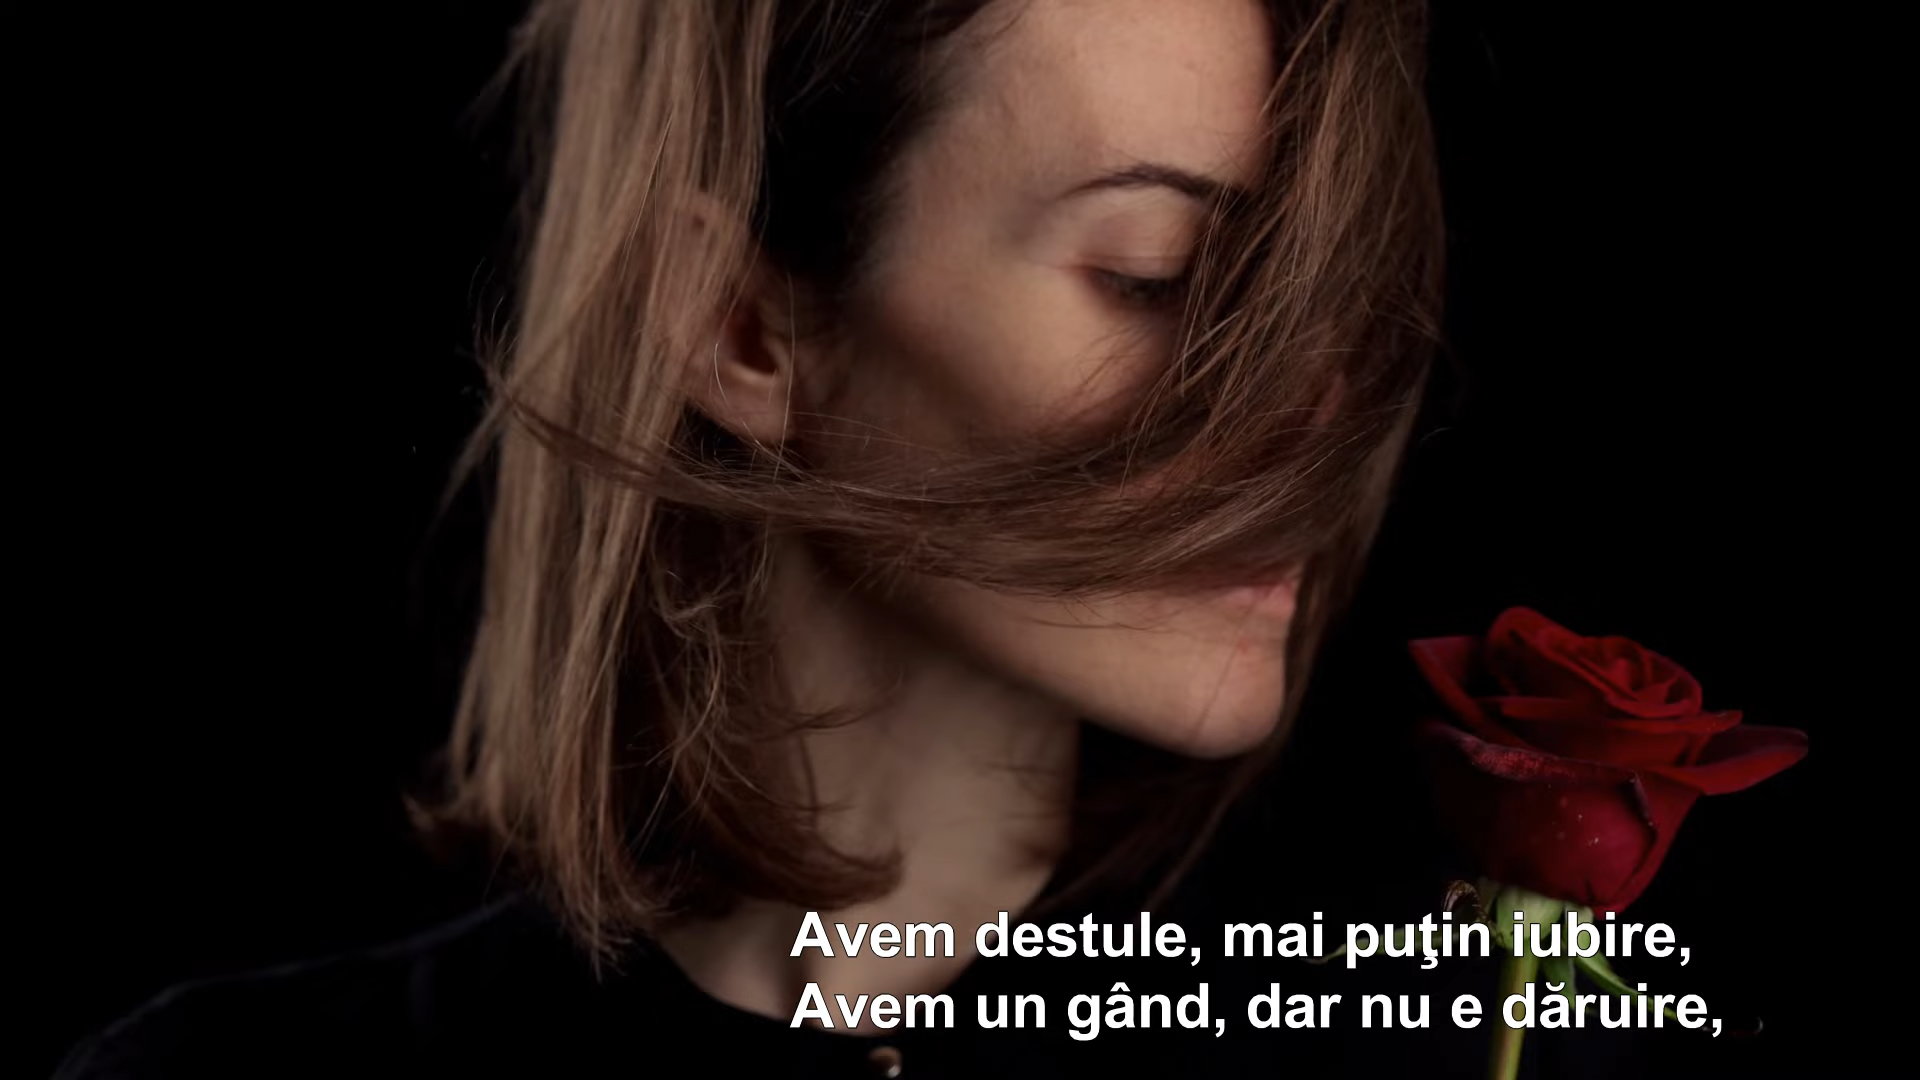 Avem destule, mai puţin iubire,
Avem un gând, dar nu e dăruire,